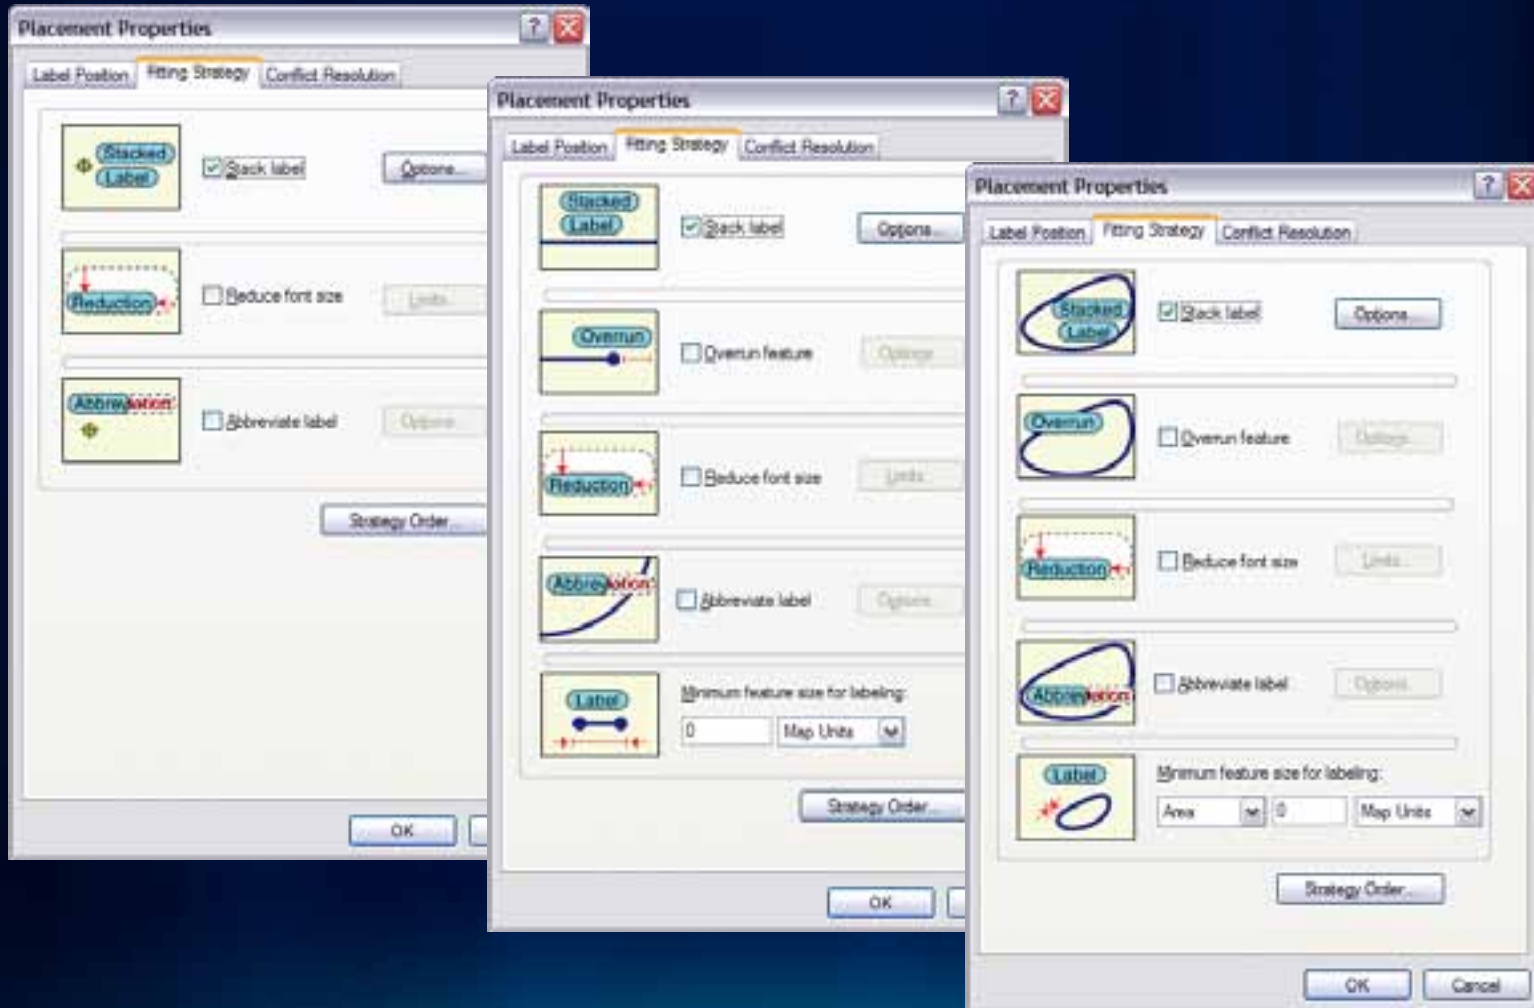 Placement Properties
Label Position Fitting Strategy Conflict Resolution
Stacked
Label
Stack label Options...
Reduction
Reduce font size Limits...
Abbreviation
Abbreviate label Options...
Strategy Order...
OK
Placement Properties
Label Position Fitting Strategy Conflict Resolution
Stacked
Label
Stack label Options...
Overrun
Overrun feature Options...
Reduction
Reduce font size Limits...
Abbreviation
Abbreviate label Options...
Label
Minimum feature size for labeling:
0 Map Units
Strategy Order...
OK
Placement Properties
Label Position Fitting Strategy Conflict Resolution
Stacked
Label
Stack label Options...
Overrun
Overrun feature Options...
Reduction
Reduce font size Limits...
Abbreviation
Abbreviate label Options...
Label
Minimum feature size for labeling:
Area 0 Map Units
Strategy Order...
OK Cancel